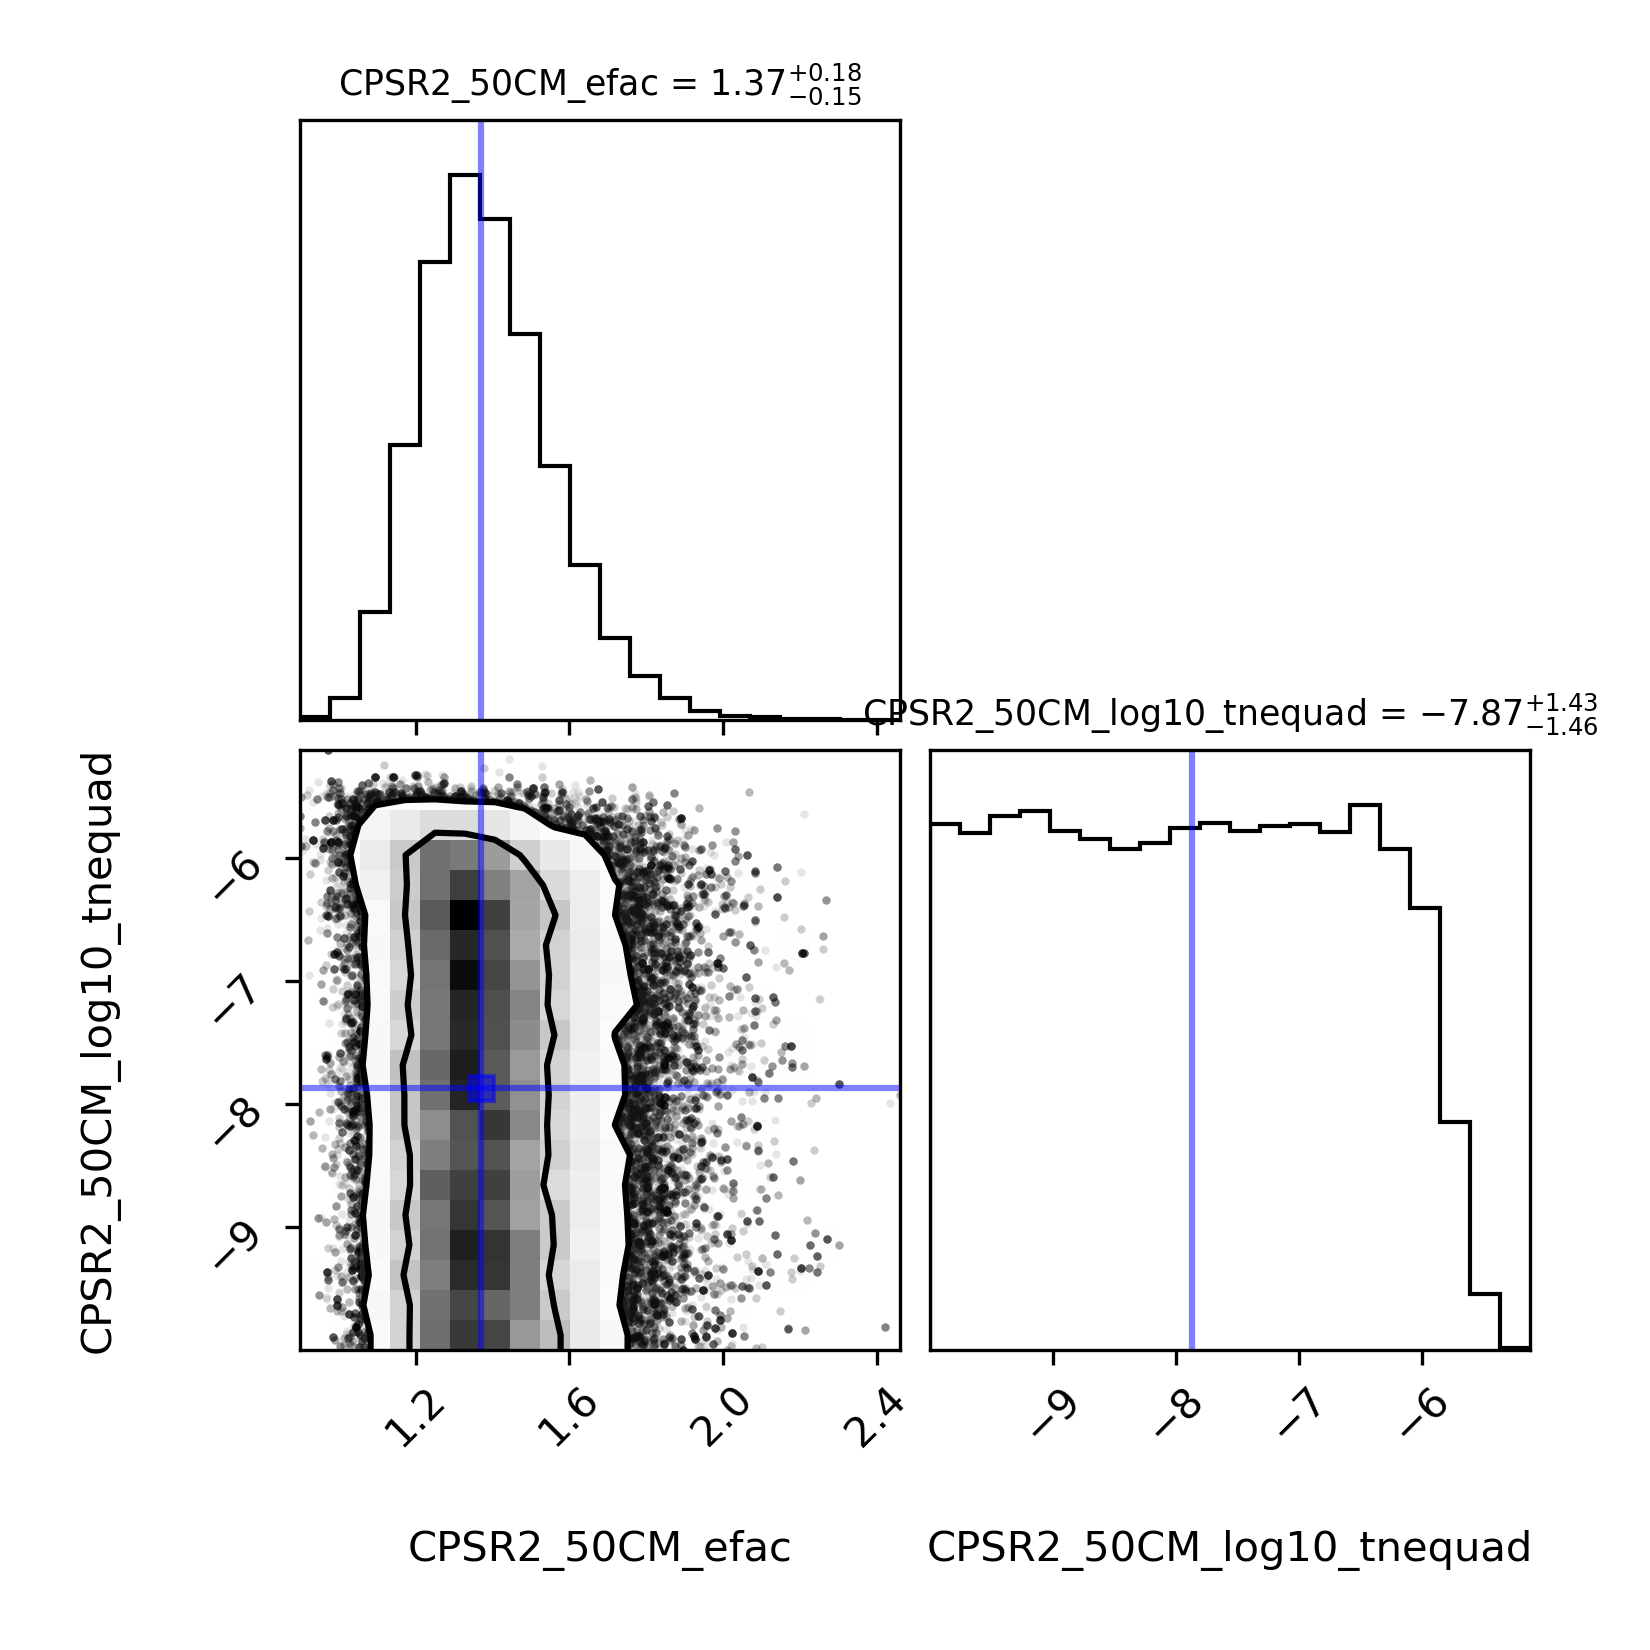 CPSR2_50CM_efac = 1.37 +0.18 −0.15
CPSR2_50CM_log10_tnequad = −7.87 +1.43 −1.46
CPSR2_50CM_log10_tnequad
−6
−7
−8
−9
1.2 1.6 2.0 2.4
−9 −8 −7 −6
CPSR2_50CM_efac
CPSR2_50CM_log10_tnequad